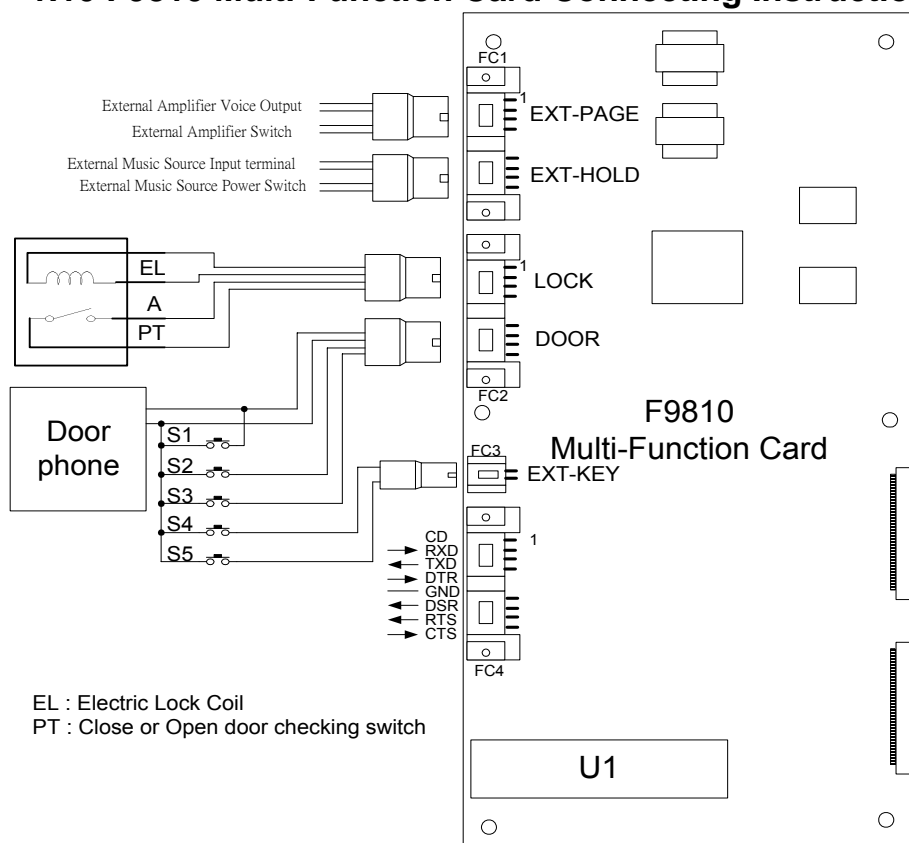 FC1
1
External Amplifier Voice Output
External Amplifier Switch
EXT-PAGE
External Music Source Input terminal
External Music Source Power Switch
EXT-HOLD
EL
A
PT
1
LOCK
DOOR
FC2
Door
phone
S1
S2
S3
S4
S5
F9810
Multi-Function Card
FC3
EXT-KEY
CD
RXD
TXD
DTR
GND
DSR
RTS
CTS
1
FC4
EL : Electric Lock Coil
PT : Close or Open door checking switch
U1